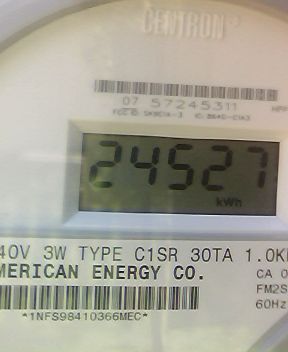 CENTRON
07 57245311
24527
kWh
40V 3W TYPE C1SR 30TA 1.0K
MERICAN ENERGY CO.
CA 0
FM2S
60Hz
*1NFS98410366MEC*